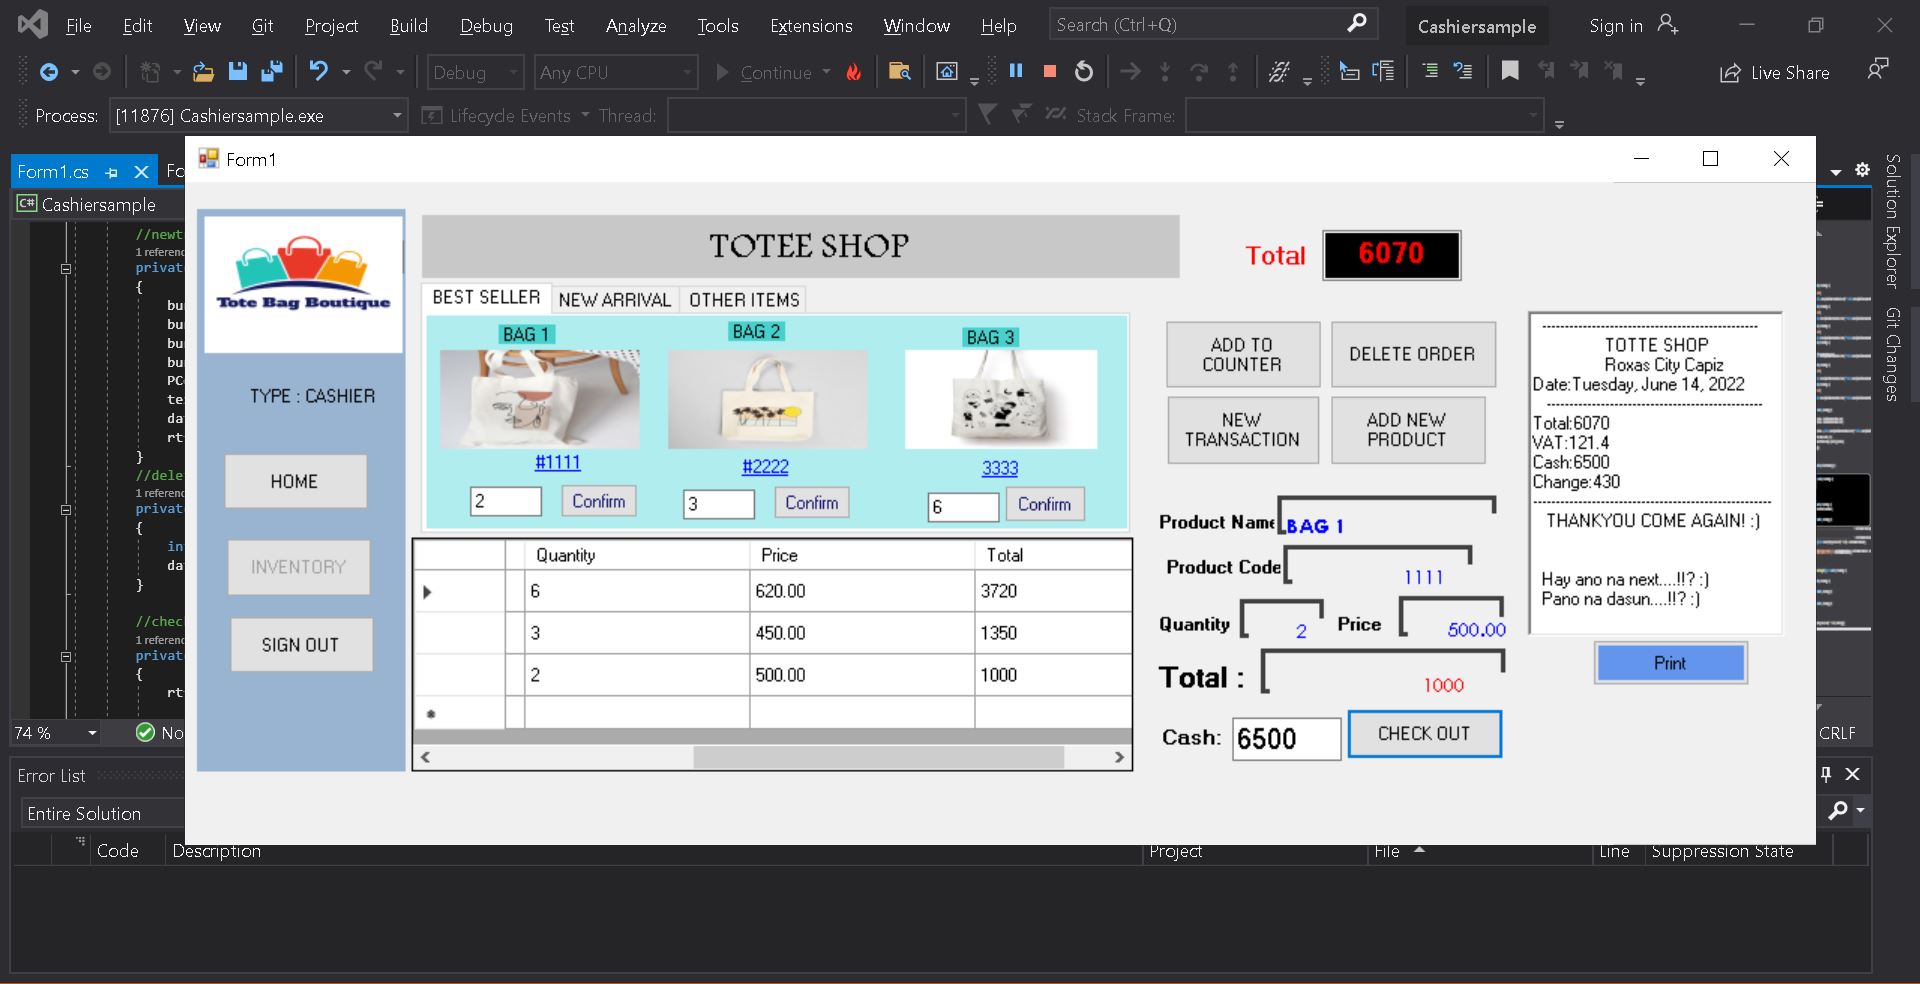 File Edit View Git Project Build Debug Test Analyze Tools Extensions Window Help Search (Ctrl+Q) Cashiersample Sign in
Debug Any CPU Continue Live Share
Process: [11876] Cashiersample.exe Lifecycle Events Thread: Stack Frame:
Form1.cs Fo
Form1
C# Cashiersample
//newt
1 referenc
privat
{
bu
bu
bu
bu
PC
te
da
rt
}
//dele
1 referenc
privat
{
in
da
}
//chec
1 referenc
privat
{
rt
74 % No
CRLF
Tote Bag Boutique
TYPE : CASHIER
HOME
INVENTORY
SIGN OUT
TOTEE SHOP
BEST SELLER NEW ARRIVAL OTHER ITEMS
BAG 1 BAG 2 BAG 3
#1111 #2222 3333
2 Confirm 3 Confirm 6 Confirm
Quantity Price Total
6 620.00 3720
3 450.00 1350
2 500.00 1000
Total 6070
ADD TO
COUNTER
DELETE ORDER
NEW
TRANSACTION
ADD NEW
PRODUCT
Product Name BAG 1
Product Code 1111
Quantity 2 Price 500.00
Total : 1000
Cash: 6500 CHECK OUT
------------------------------------------------------
TOTTE SHOP
Roxas City Capiz
Date:Tuesday, June 14, 2022
------------------------------------------------------
Total:6070
VAT:121.4
Cash:6500
Change:430
------------------------------------------------------------
THANKYOU COME AGAIN! :)
Hay ano na next....!!? :)
Pano na dasun....!!? :)
Print
Solution Explorer
Git Changes
Error List
Entire Solution
Code Description Project File Line Suppression State